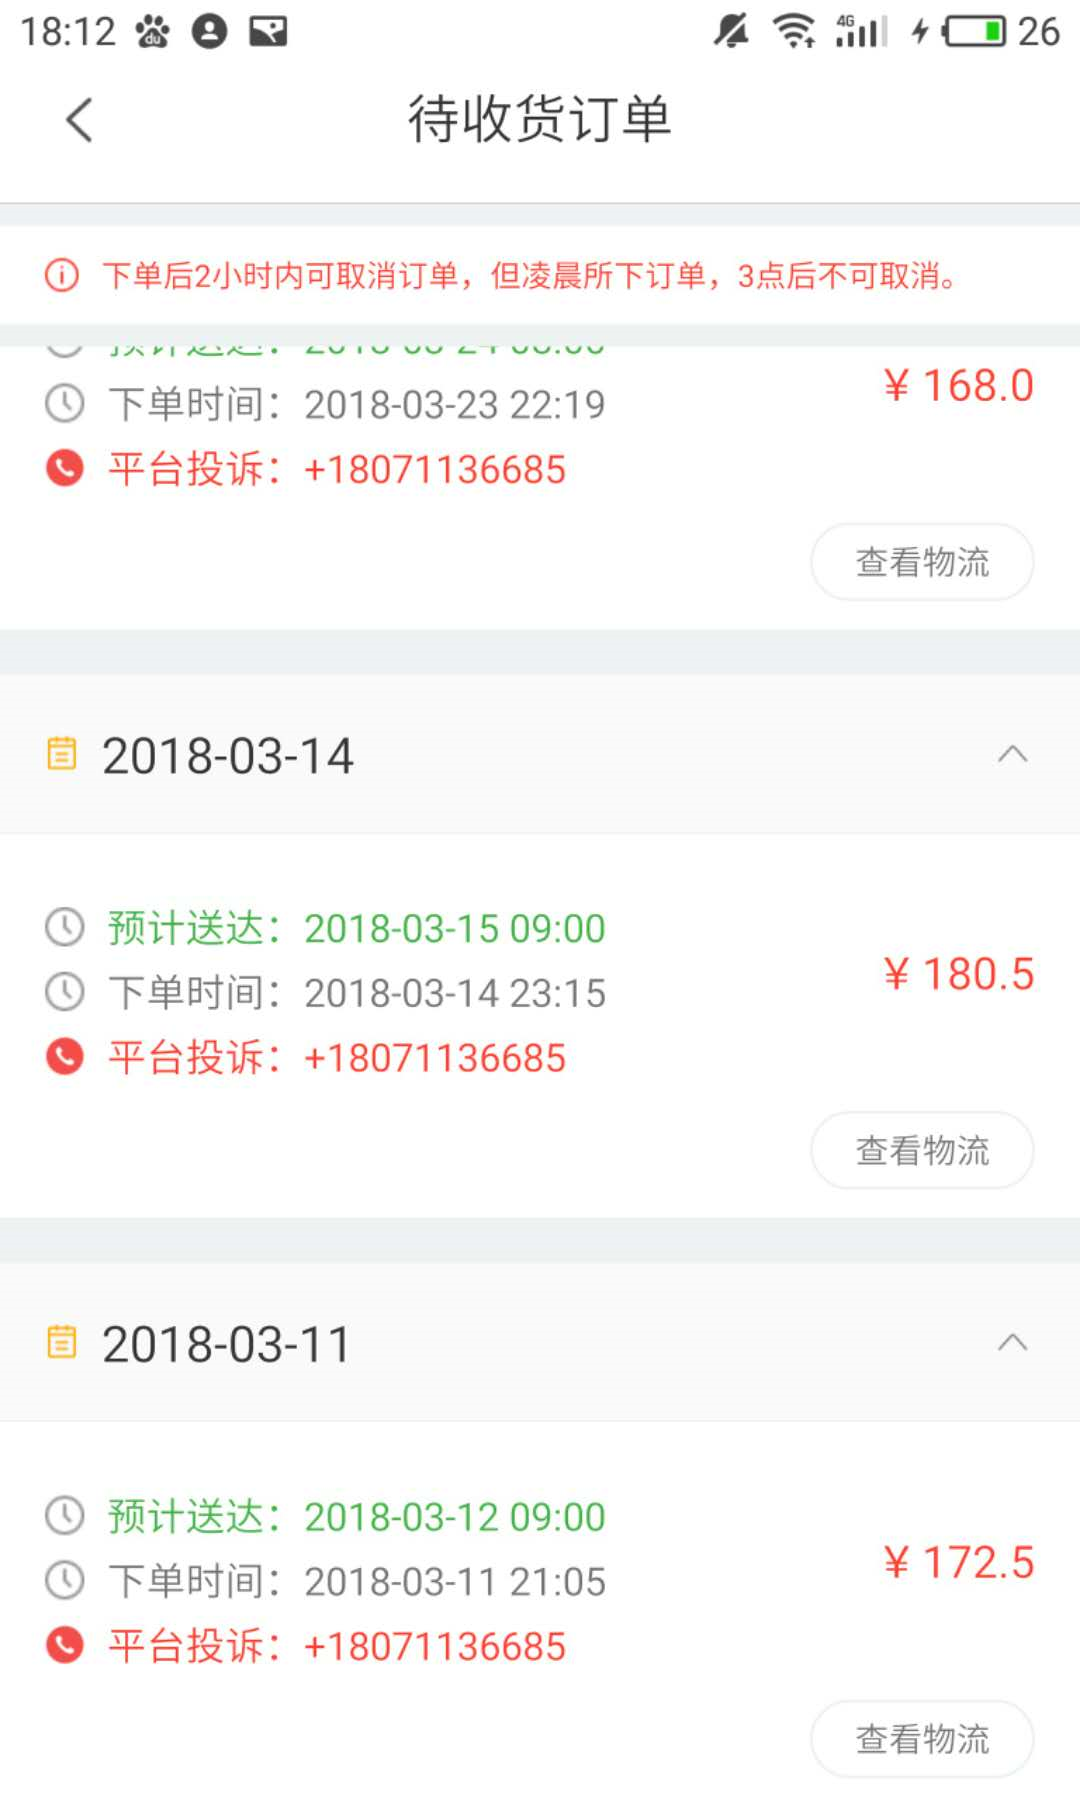 18:12
4G
26
待收货订单
下单后2小时内可取消订单，但凌晨所下订单，3点后不可取消。
下单时间：2018-03-23 22:19
¥ 168.0
平台投诉：+18071136685
查看物流
2018-03-14
预计送达：2018-03-15 09:00
下单时间：2018-03-14 23:15
¥ 180.5
平台投诉：+18071136685
查看物流
2018-03-11
预计送达：2018-03-12 09:00
下单时间：2018-03-11 21:05
¥ 172.5
平台投诉：+18071136685
查看物流